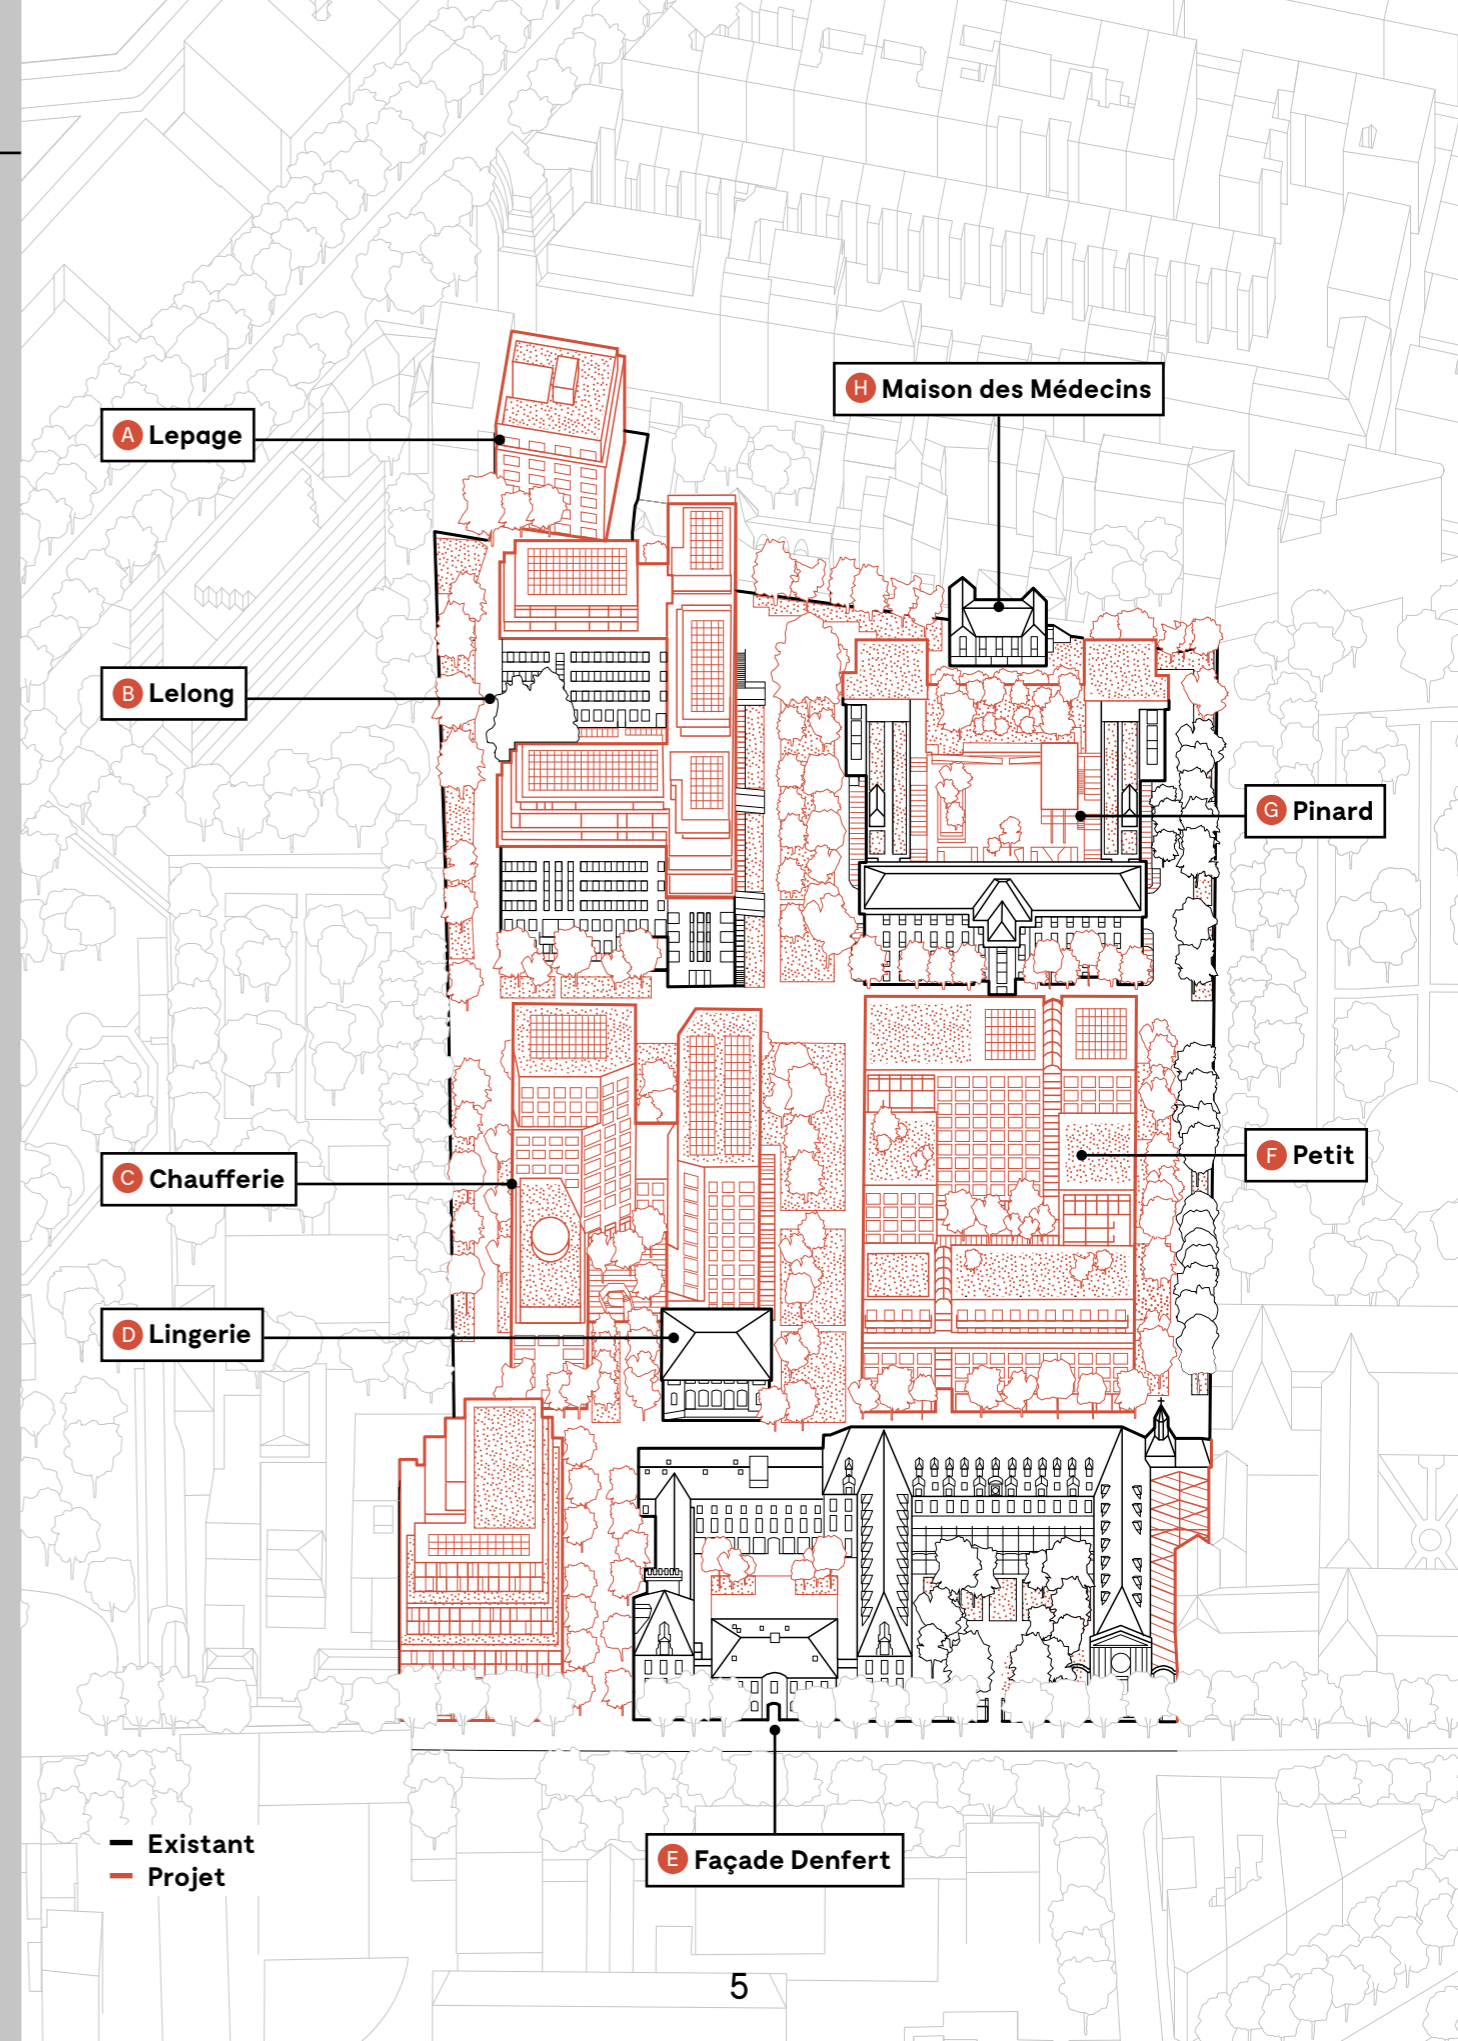 H Maison des Médecins
A Lepage
B Lelong
G Pinard
F Petit
C Chaufferie
D Lingerie
Existant
Projet
E Façade Denfert
5